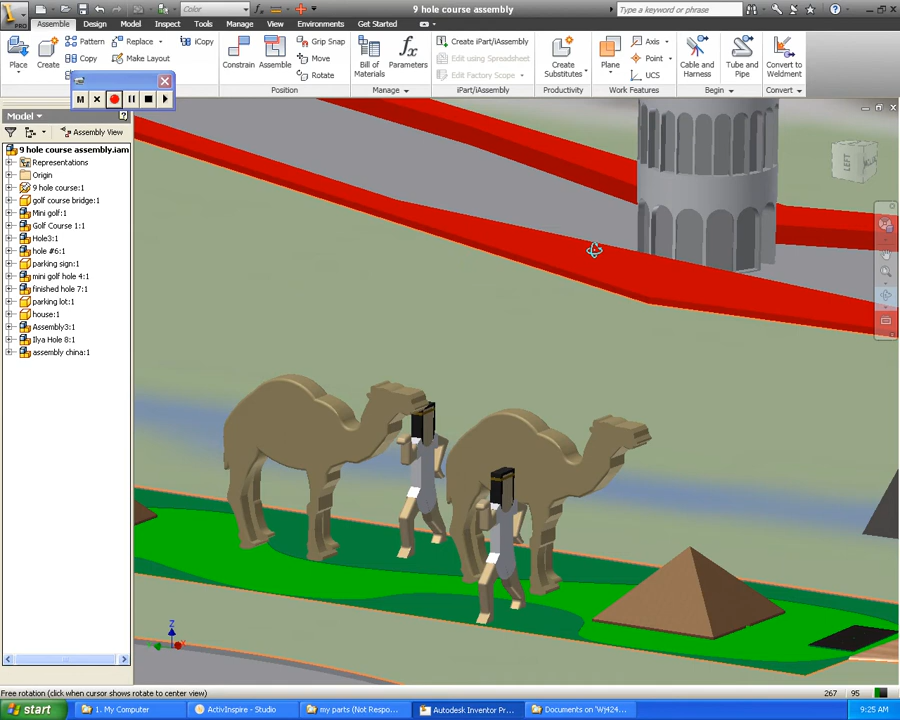 Color
9 hole course assembly
Type a keyword or phrase
PRO
Assemble
Design
Model
Inspect
Tools
Manage
View
Environments
Get Started
Place
Create
Pattern
Copy
Replace
Make Layout
iCopy
Constrain
Assemble
Grip Snap
Move
Rotate
Position
Bill of
Materials
Parameters
Manage
Create iPart/iAssembly
Edit using Spreadsheet
Edit Factory Scope
iPart/iAssembly
Create
Substitutes
Productivity
Plane
Axis
Point
UCS
Work Features
Cable and
Harness
Tube and
Pipe
Begin
Convert to
Weldment
Convert
M
Model
Assembly View
9 hole course assembly.iam
Representations
Origin
9 hole course:1
golf course bridge:1
Mini golf:1
Golf Course 1:1
Hole3:1
hole #6:1
parking sign:1
mini golf hole 4:1
finished hole 7:1
parking lot:1
house:1
Assembly3:1
Ilya Hole 8:1
assembly china:1
LEFT
Z
Free rotation (click when cursor shows rotate to center view)
267
95
start
1. My Computer
ActivInspire - Studio
my parts (Not Respo...
Autodesk Inventor Pr...
Documents on 'Wj424...
9:25 AM